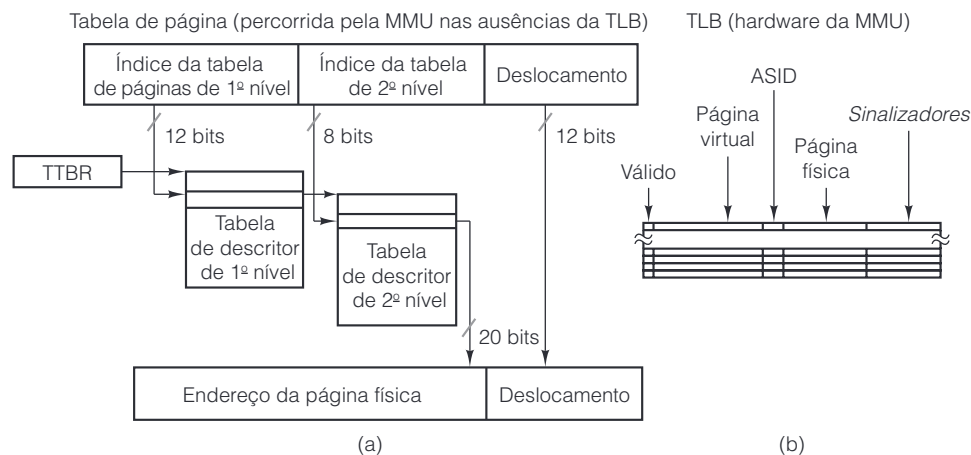 Tabela de página (percorrida pela MMU nas ausências da TLB)
TLB (hardware da MMU)
Índice da tabela
de páginas de 1º nível
Índice da tabela
de 2º nível
Deslocamento
12 bits
8 bits
12 bits
TTBR
Tabela
de descritor
de 1º nível
Tabela
de descritor
de 2º nível
20 bits
Endereço da página física
Deslocamento
(a)
ASID
Página
virtual
Sinalizadores
Página
física
Válido
(b)